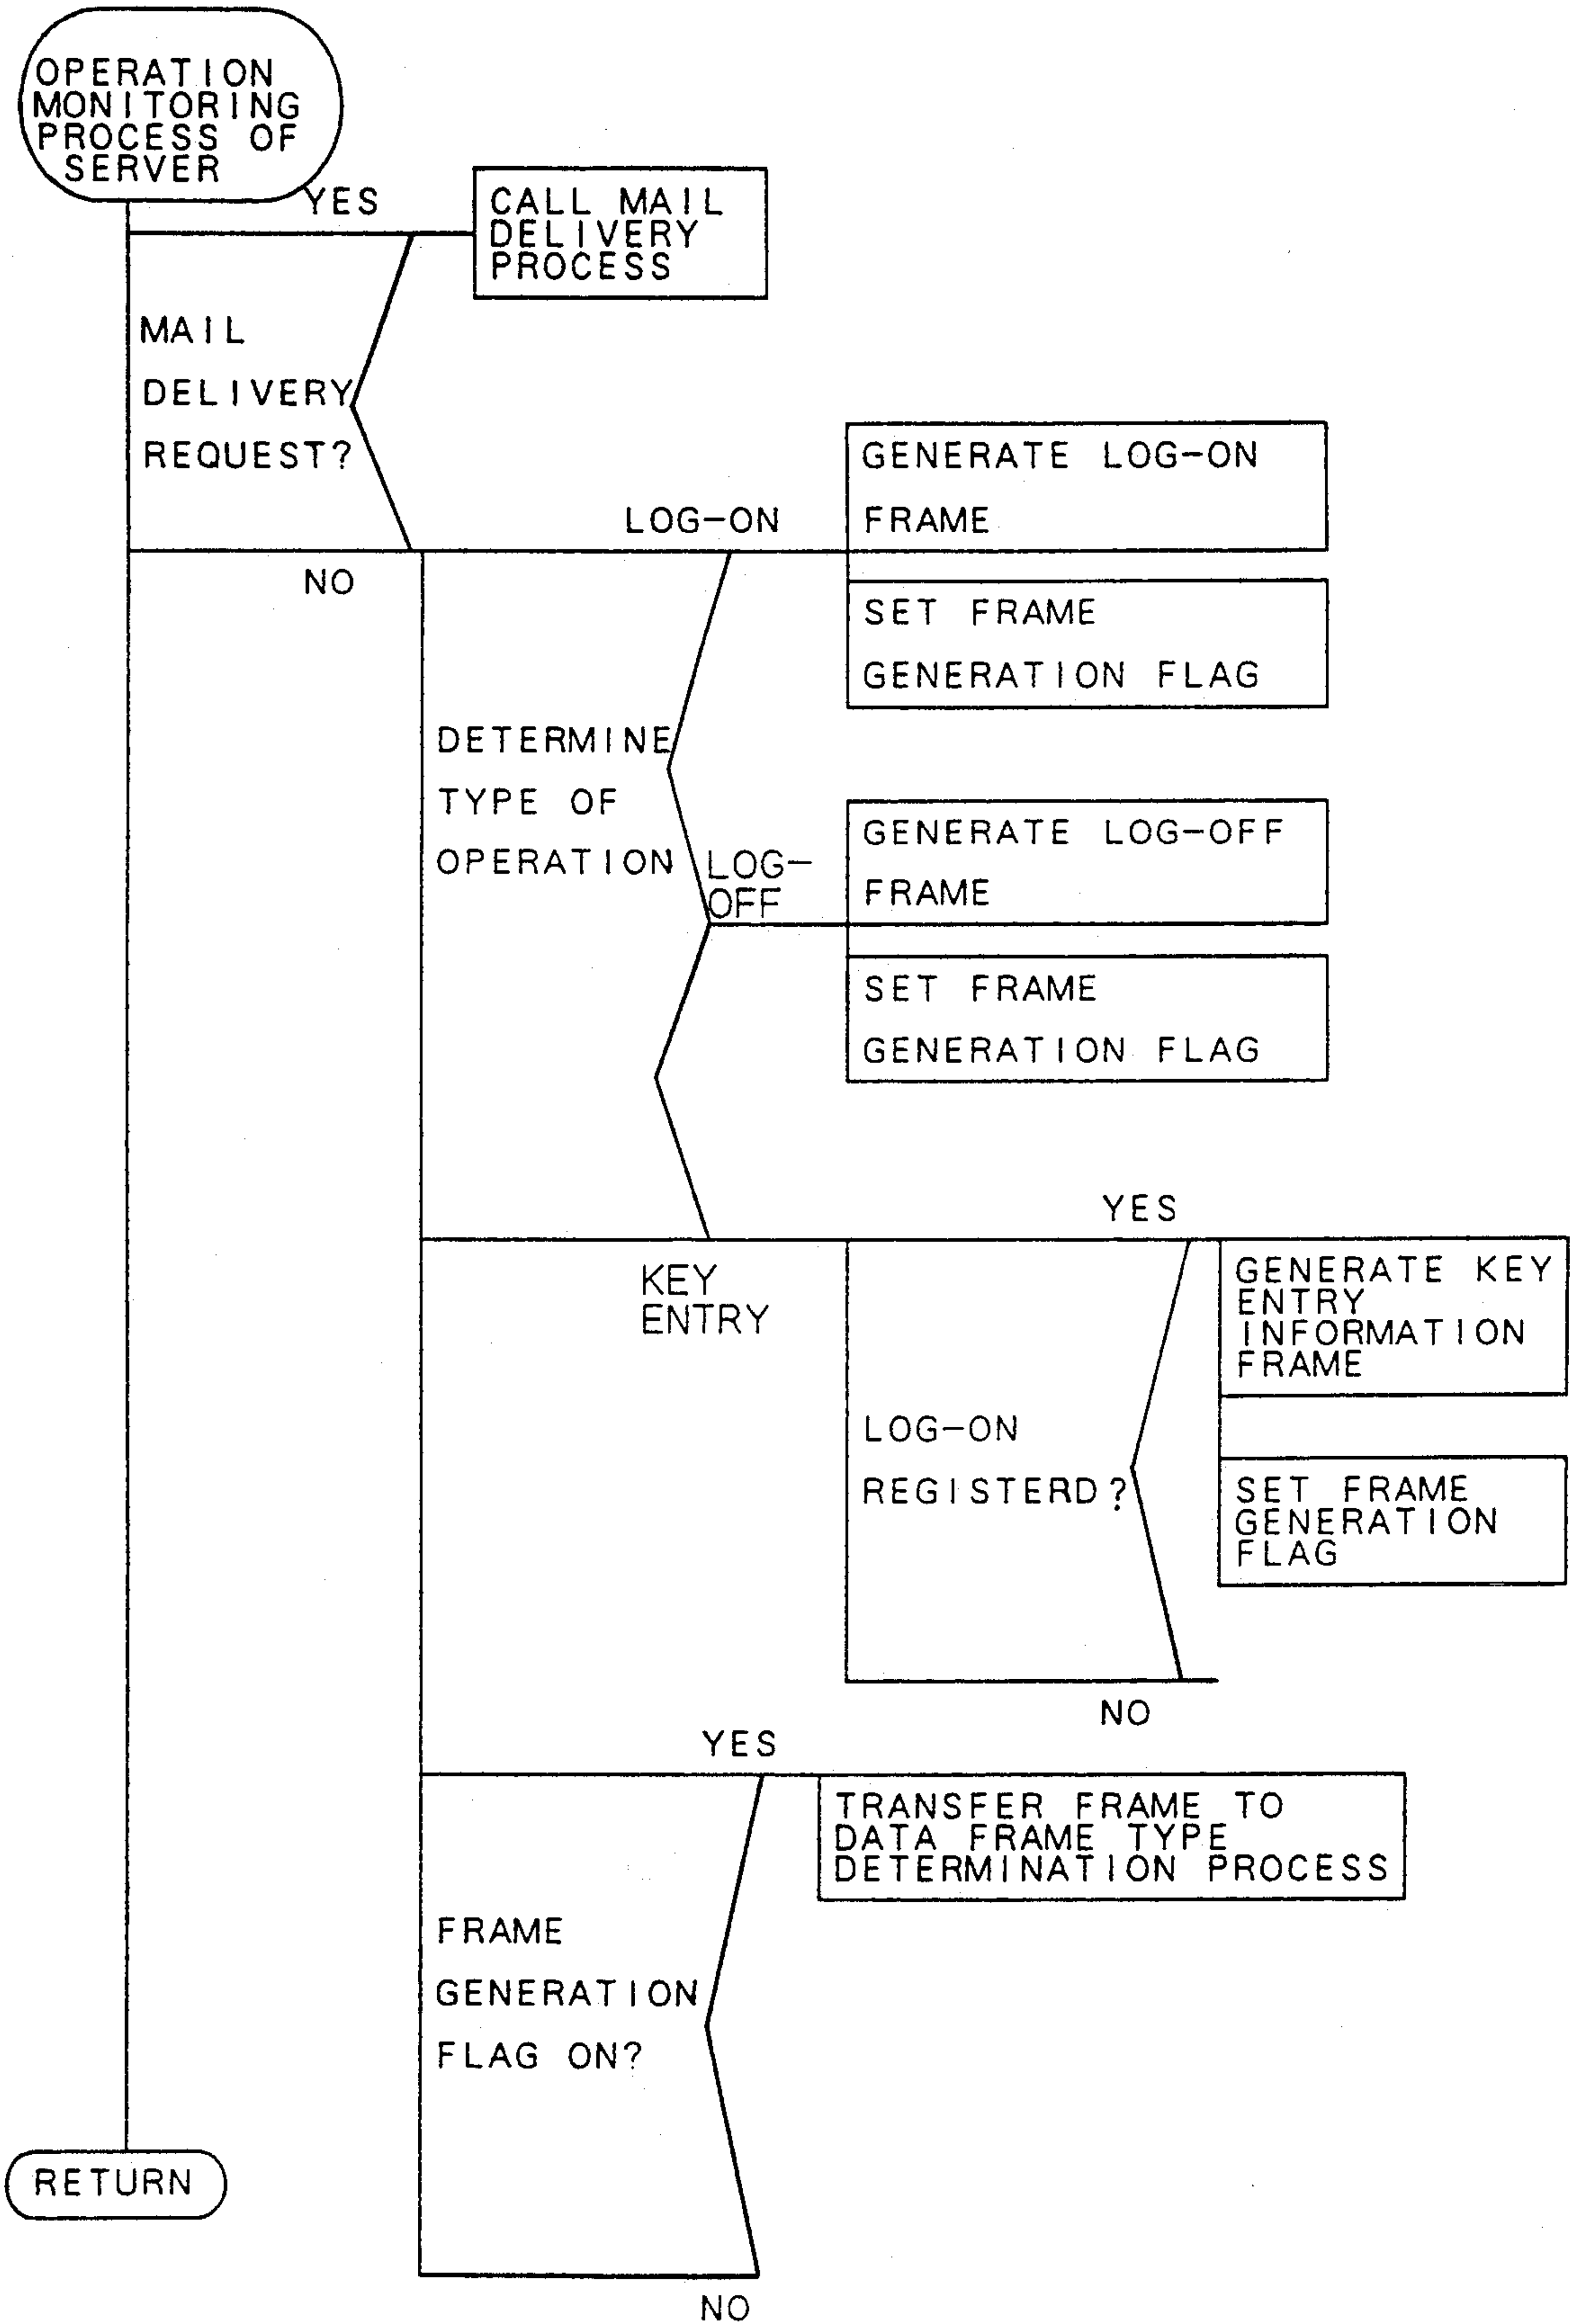 OPERATION
MONITORING
PROCESS OF
SERVER
YES
CALL MAIL
DELIVERY
PROCESS
MAIL
DELIVERY
REQUEST?
NO
LOG-ON
GENERATE LOG-ON
FRAME
SET FRAME
GENERATION FLAG
DETERMINE
TYPE OF
OPERATION
LOG-
OFF
GENERATE LOG-OFF
FRAME
SET FRAME
GENERATION FLAG
KEY
ENTRY
YES
GENERATE KEY
ENTRY
INFORMATION
FRAME
LOG-ON
REGISTERD?
SET FRAME
GENERATION
FLAG
NO
YES
TRANSFER FRAME TO
DATA FRAME TYPE
DETERMINATION PROCESS
FRAME
GENERATION
FLAG ON?
NO
RETURN